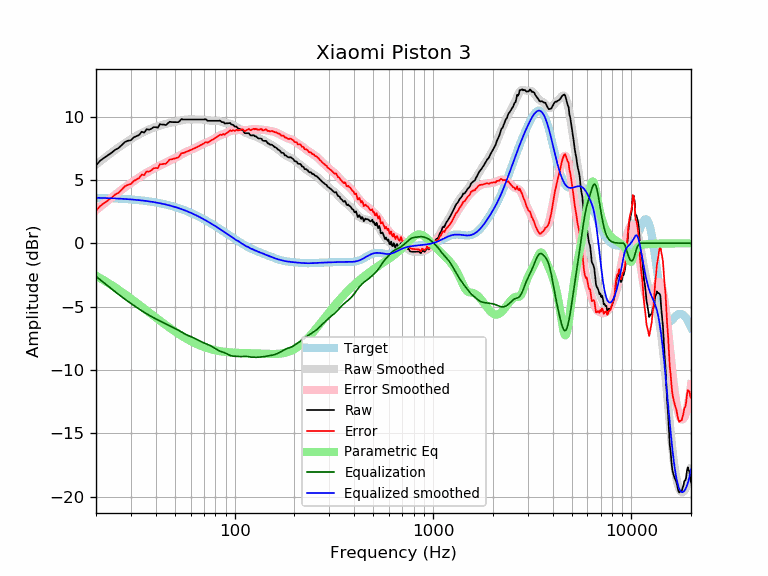 Xiaomi Piston 3
Amplitude (dBr)
10
5
0
−5
−10
−15
−20
Target
Raw Smoothed
Error Smoothed
Raw
Error
Parametric Eq
Equalization
Equalized smoothed
100
1000
10000
Frequency (Hz)